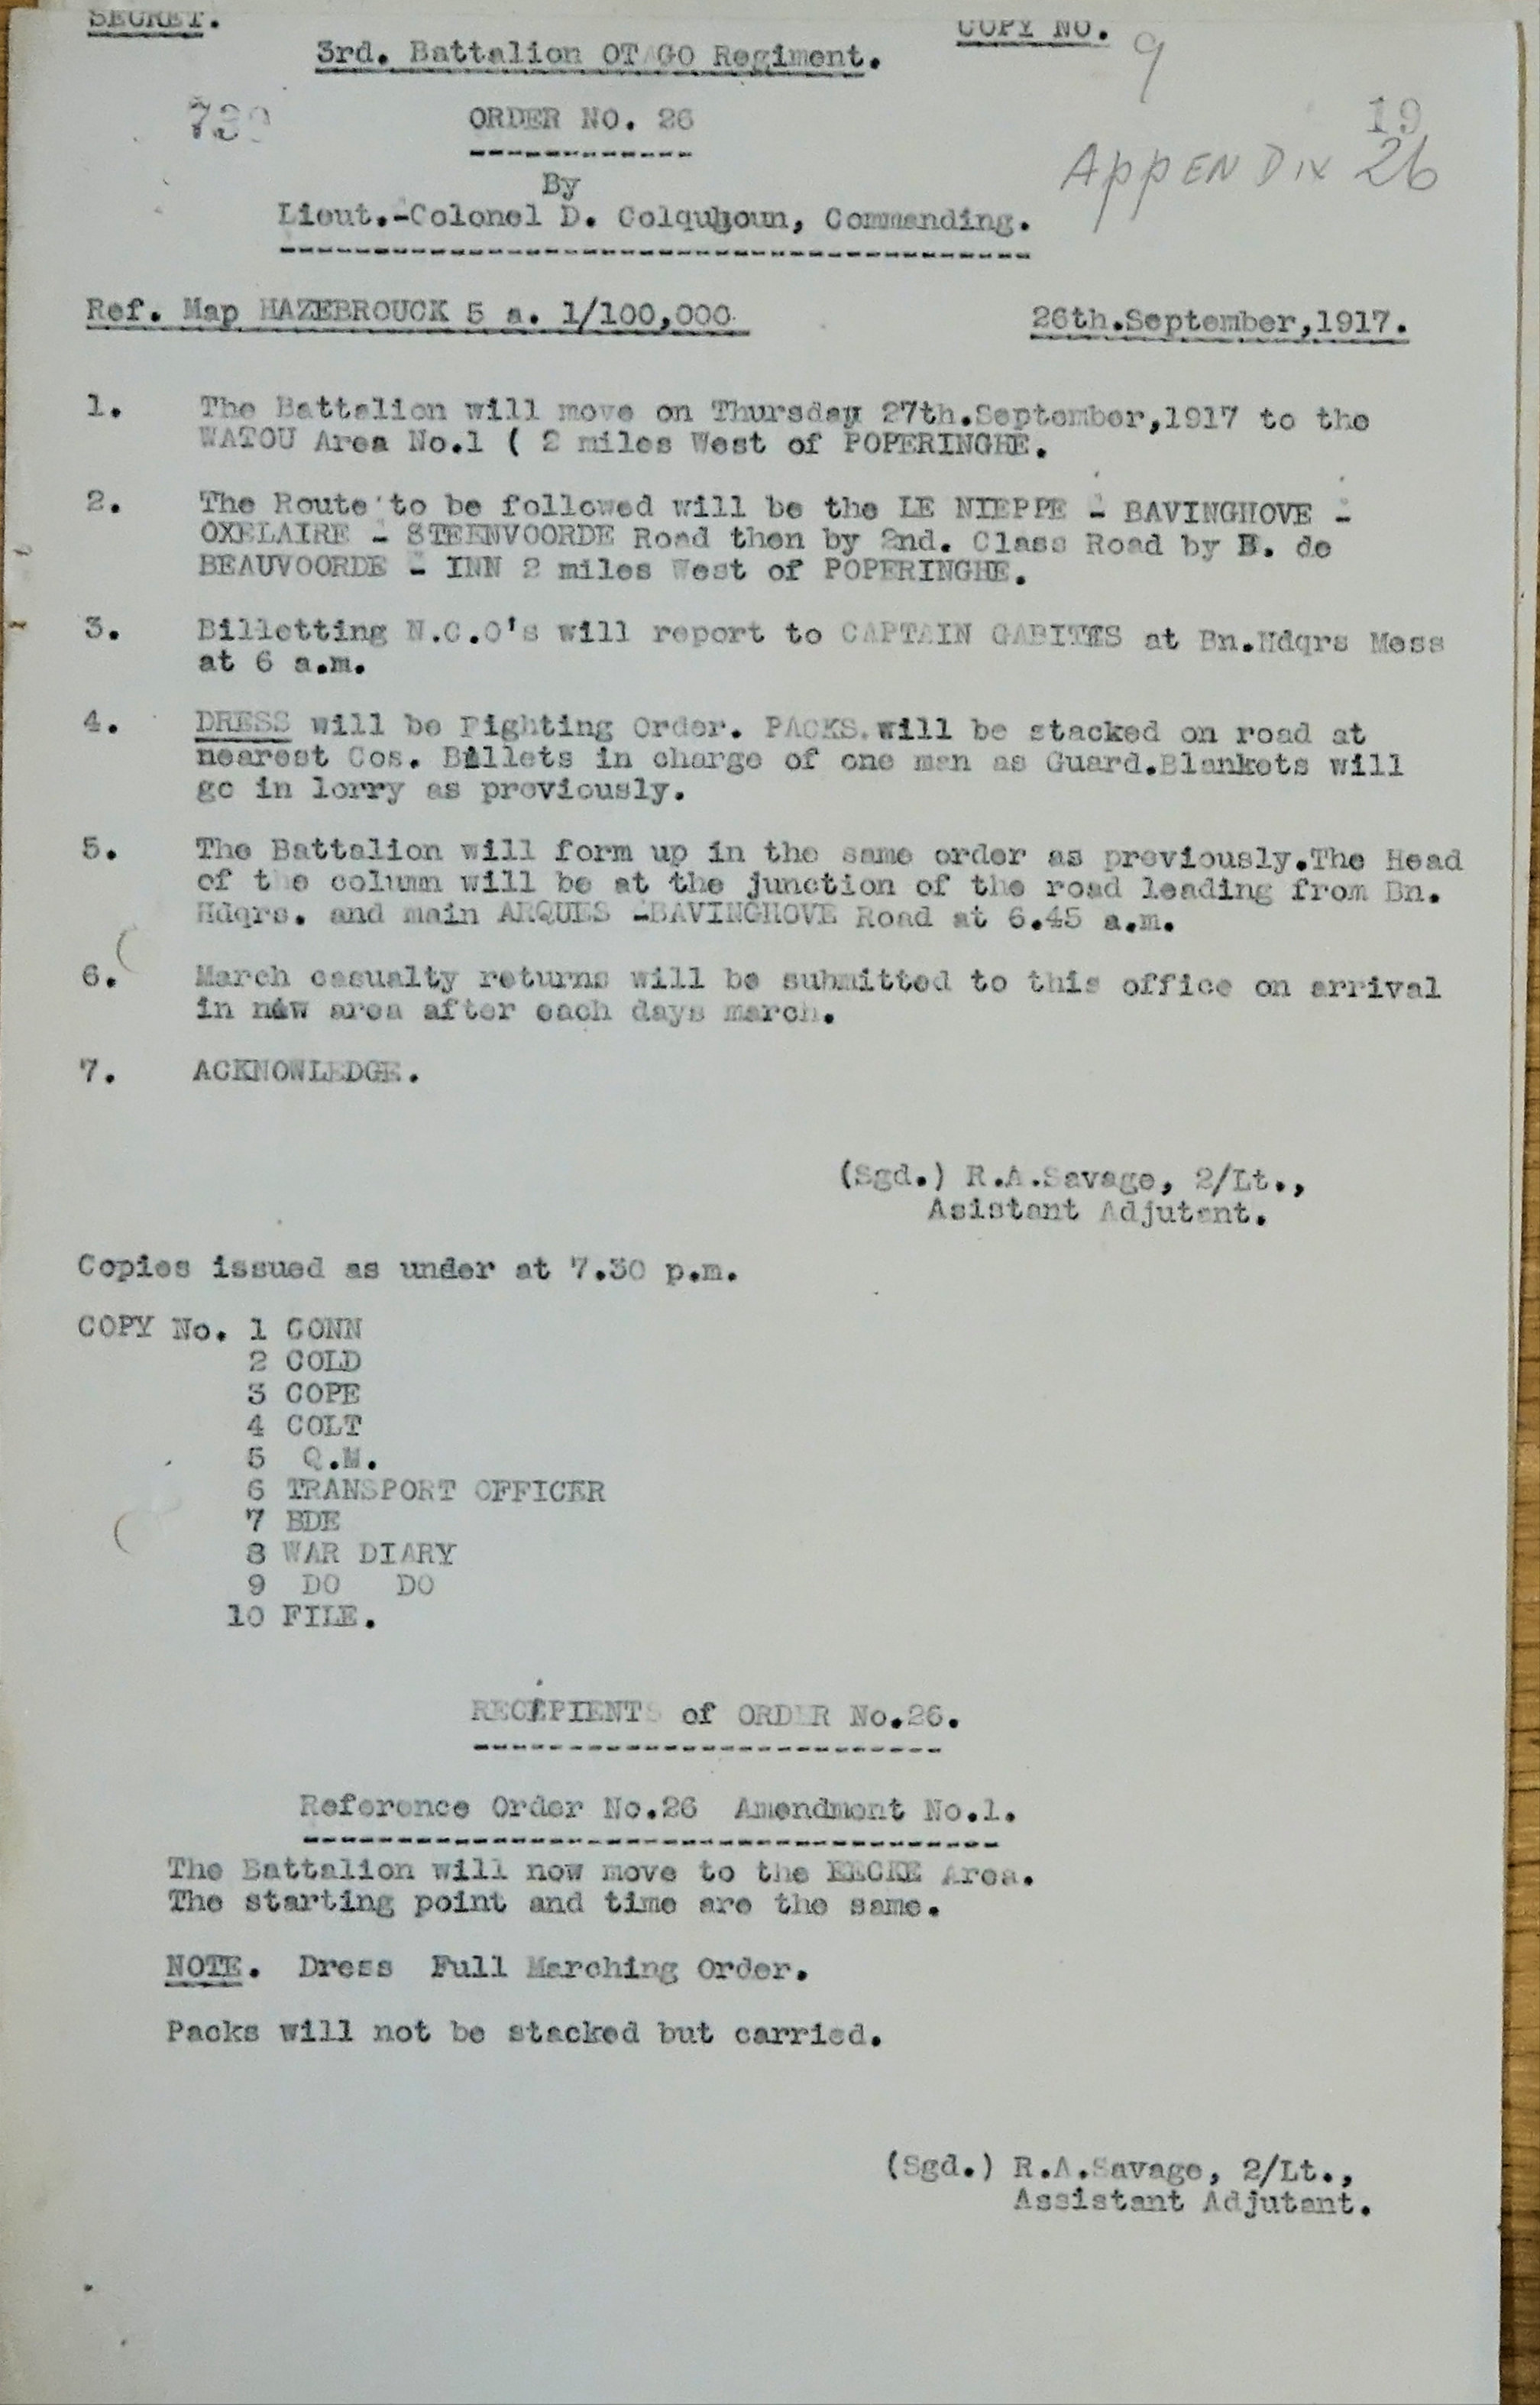 SECRET.
COPY NO. 9
3rd. Battalion OTAGO Regiment.
19
ORDER NO. 26
APPENDIX 26
By
Lieut.-Colonel D. Colquhoun, Commanding.
Ref. Map HAZEBROUCK 5 a. 1/100,000
26th.September,1917.
1. The Battalion will move on Thursday 27th.September,1917 to the
WATOU Area No.1 ( 2 miles West of POPERINGHE.
2. The Route to be followed will be the LE NIEPPE - BAVINGHOVE -
OXELAIRE - STEENVOORDE Road then by 2nd. Class Road by B. de
BEAUVOORDE - INN 2 miles West of POPERINGHE.
3. Billetting N.C.O's will report to CAPTAIN GABITES at Bn.Hdqrs Mess
at 6 a.m.
4. DRESS will be Fighting Order. PACKS will be stacked on road at
nearest Cos. Billets in charge of one man as Guard.Blankets will
go in lorry as previously.
5. The Battalion will form up in the same order as previously.The Head
of the column will be at the junction of the road leading from Bn.
Hdqrs. and main ARQUES -BAVINGHOVE Road at 6.45 a.m.
6. March casualty returns will be submitted to this office on arrival
in new area after each days march.
7. ACKNOWLEDGE.
(Sgd.) R.A.Savage, 2/Lt.,
Asistant Adjutant.
Copies issued as under at 7.30 p.m.
COPY No. 1 CONN
2 COLD
3 COPE
4 COLT
5 Q.M.
6 TRANSPORT OFFICER
7 BDE
8 WAR DIARY
9 DO DO
10 FILE.
RECIPIENTS of ORDER No.26.
Reference Order No.26 Amendment No.1.
The Battalion will now move to the EECKE Area.
The starting point and time are the same.
NOTE. Dress Full Marching Order.
Packs will not be stacked but carried.
(Sgd.) R.A.Savage, 2/Lt.,
Assistant Adjutant.